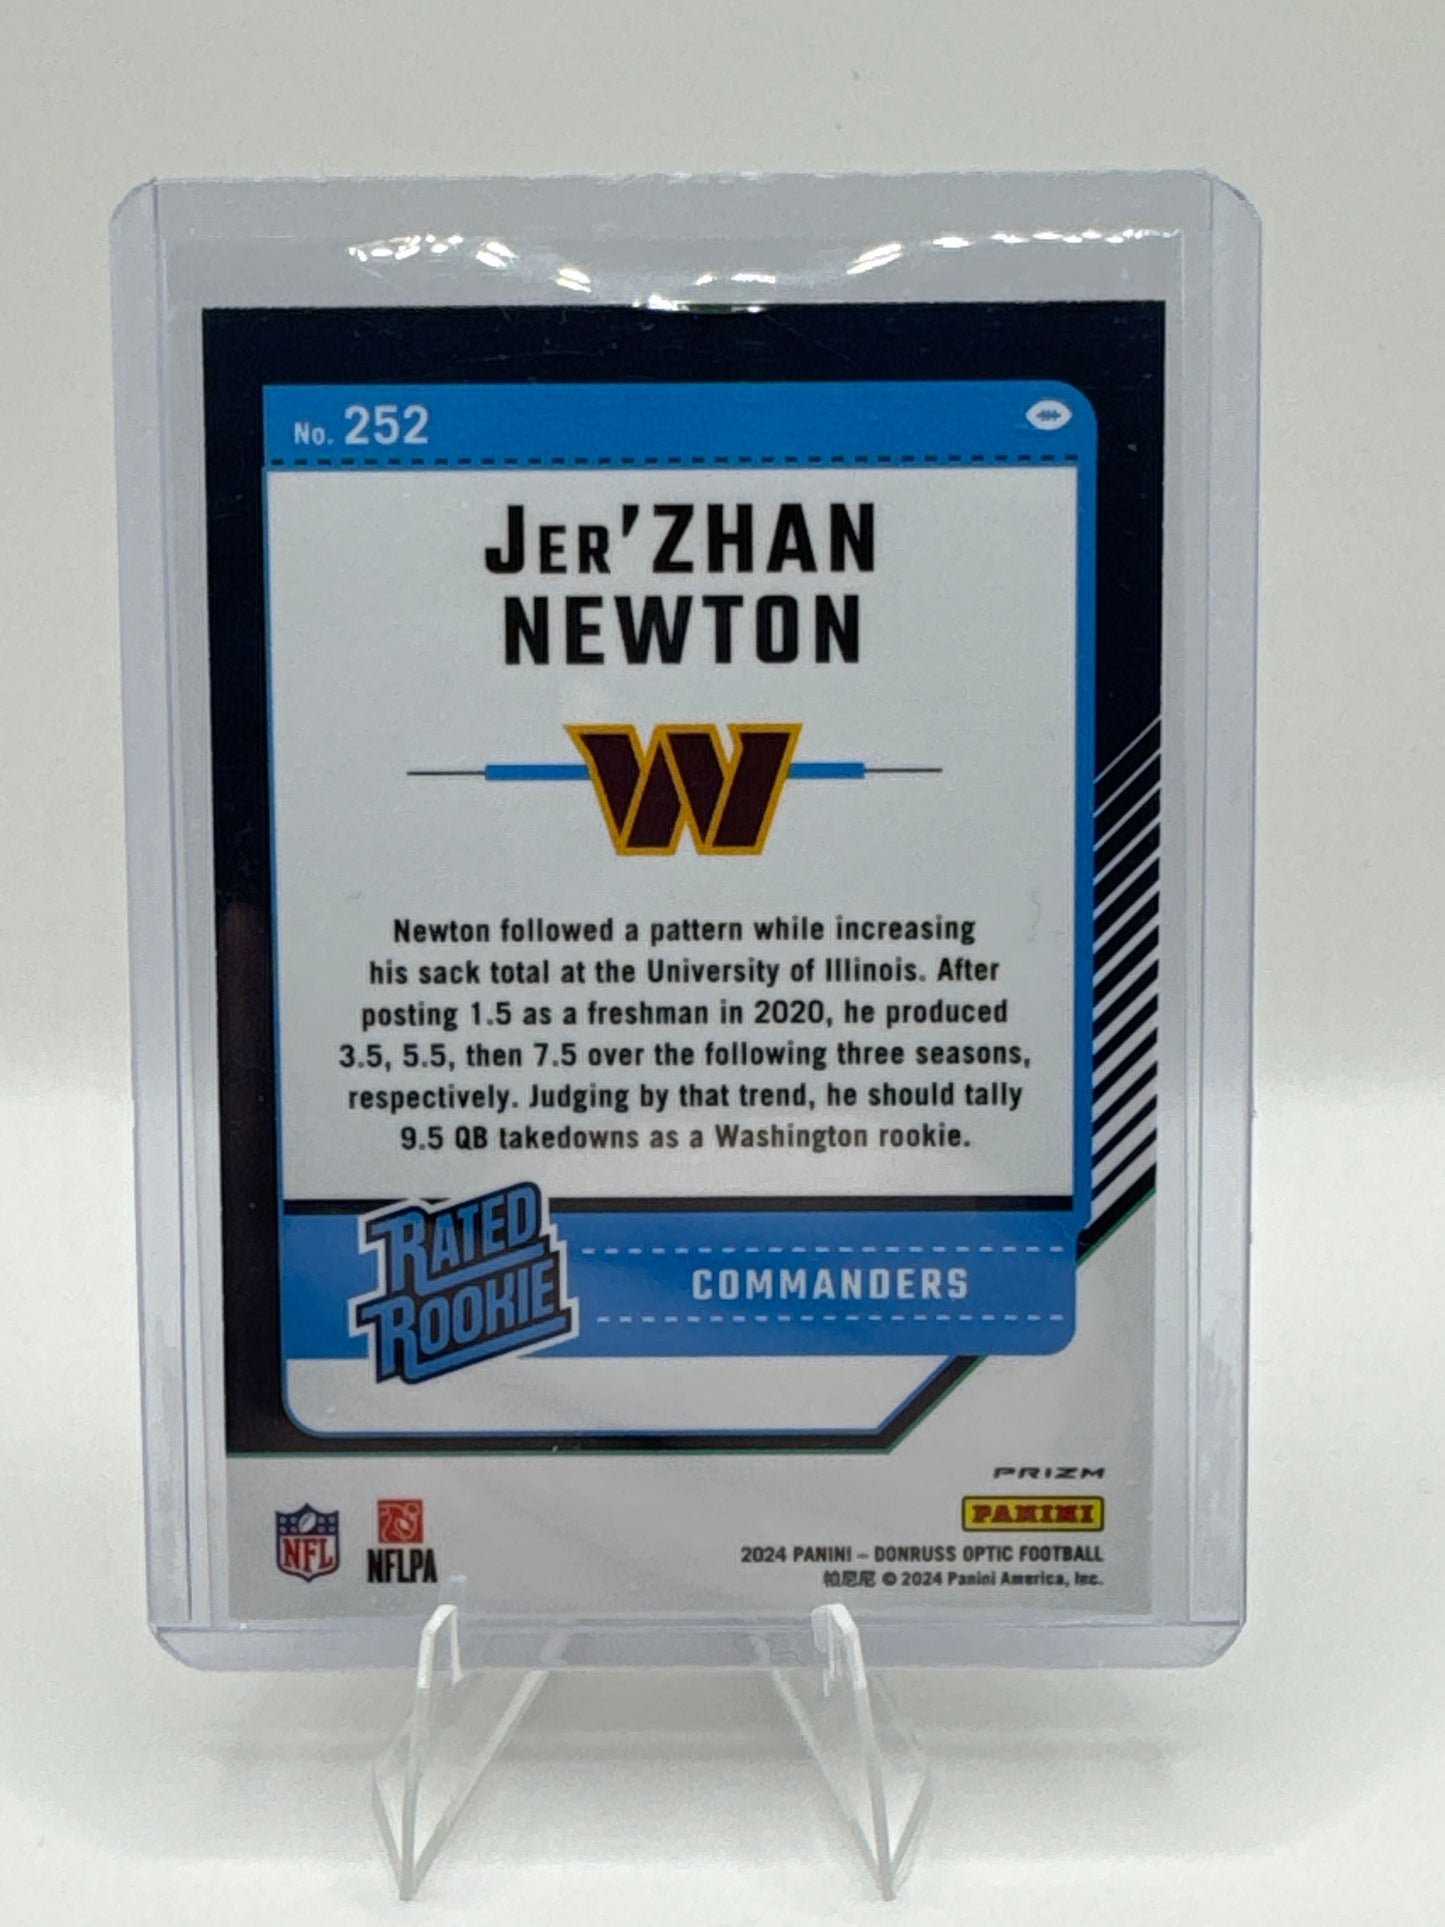 No. 252
JER'ZHAN
NEWTON
W
Newton followed a pattern while increasing
his sack total at the University of Illinois. After
posting 1.5 as a freshman in 2020, he produced
3.5, 5.5, then 7.5 over the following three seasons,
respectively. Judging by that trend, he should tally
9.5 QB takedowns as a Washington rookie.
RATED
ROOKIE
COMMANDERS
PRIZM
PANINI
NFL
NFLPA
2024 PANINI – DONRUSS OPTIC FOOTBALL
帕尼尼 © 2024 Panini America, Inc.